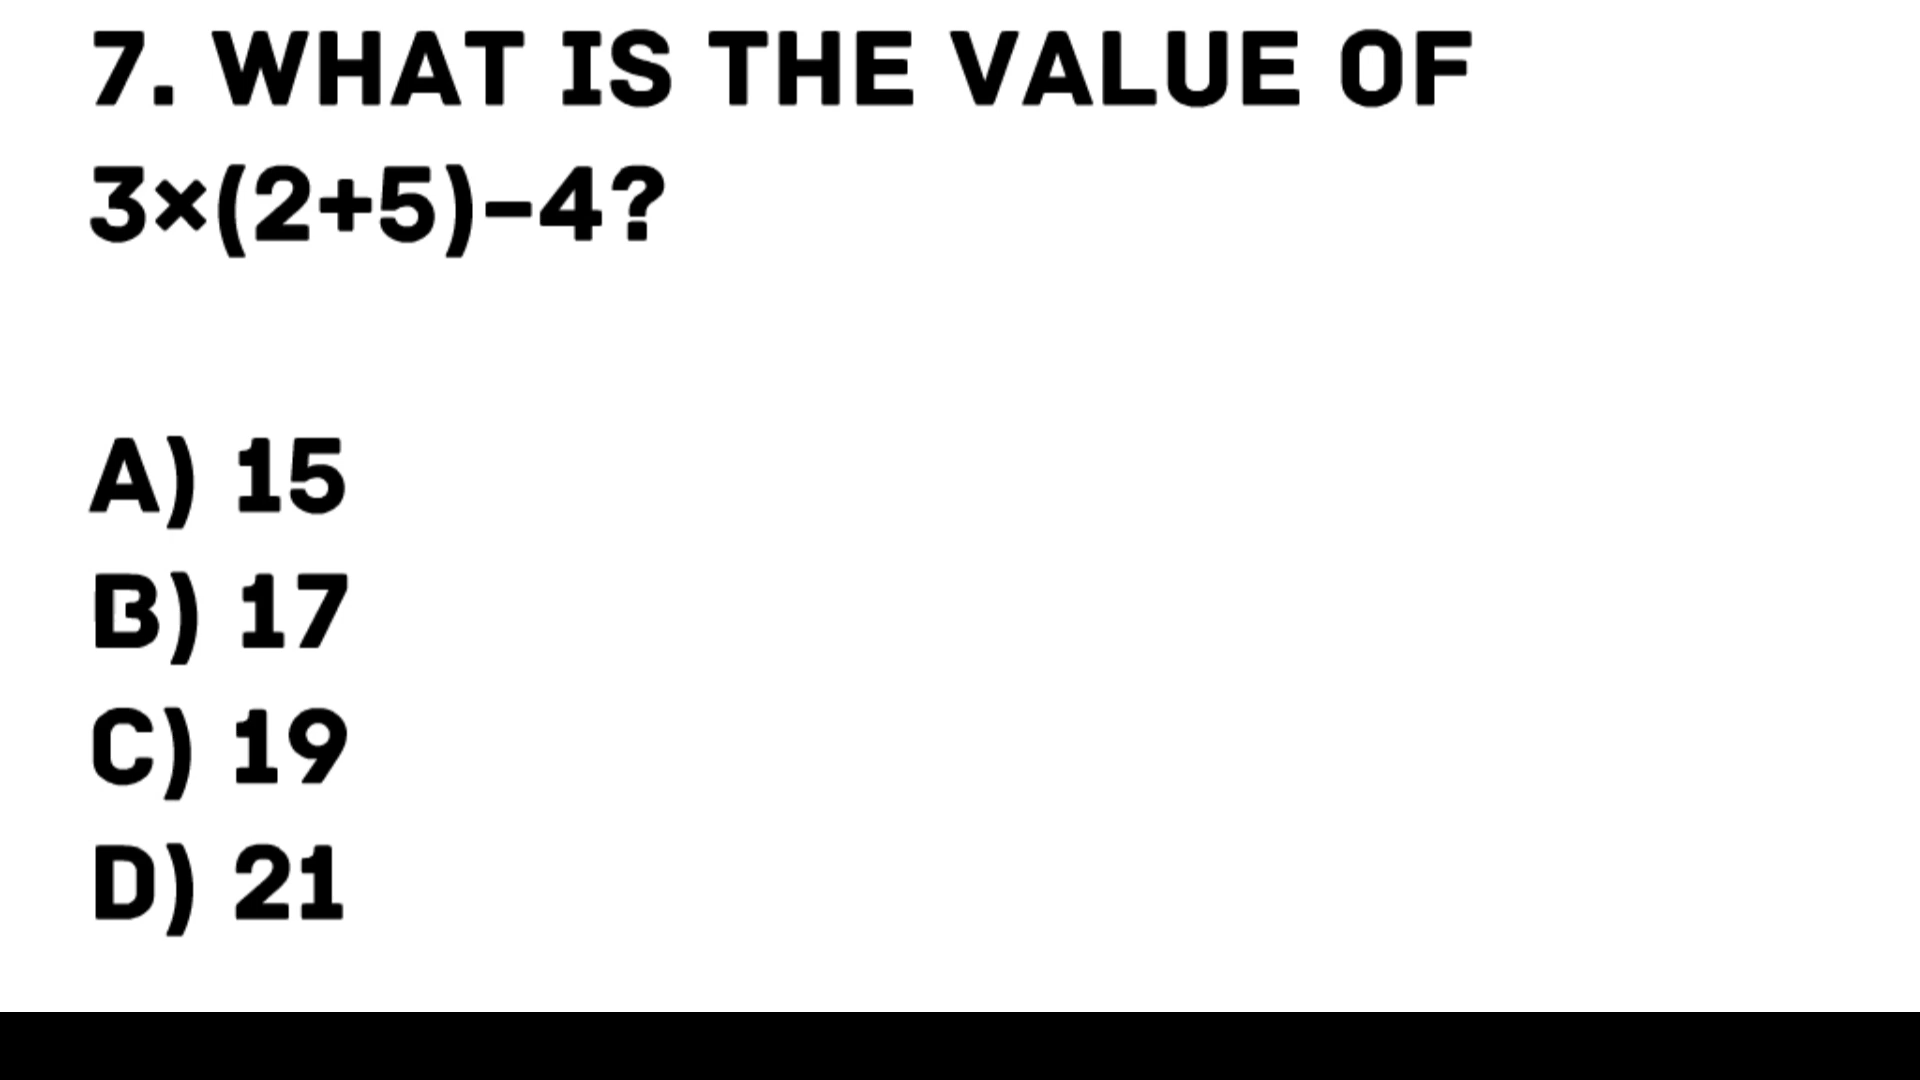 7. WHAT IS THE VALUE OF
3×(2+5)–4?
A) 15
B) 17
C) 19
D) 21